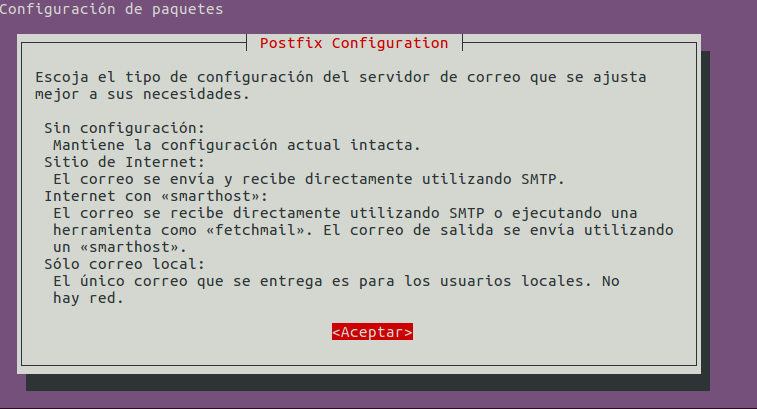 Configuración de paquetes
Postfix Configuration
Escoja el tipo de configuración del servidor de correo que se ajusta
mejor a sus necesidades.
Sin configuración:
Mantiene la configuración actual intacta.
Sitio de Internet:
El correo se envía y recibe directamente utilizando SMTP.
Internet con «smarthost»:
El correo se recibe directamente utilizando SMTP o ejecutando una
herramienta como «fetchmail». El correo de salida se envía utilizando
un «smarthost».
Sólo correo local:
El único correo que se entrega es para los usuarios locales. No
hay red.
<Aceptar>